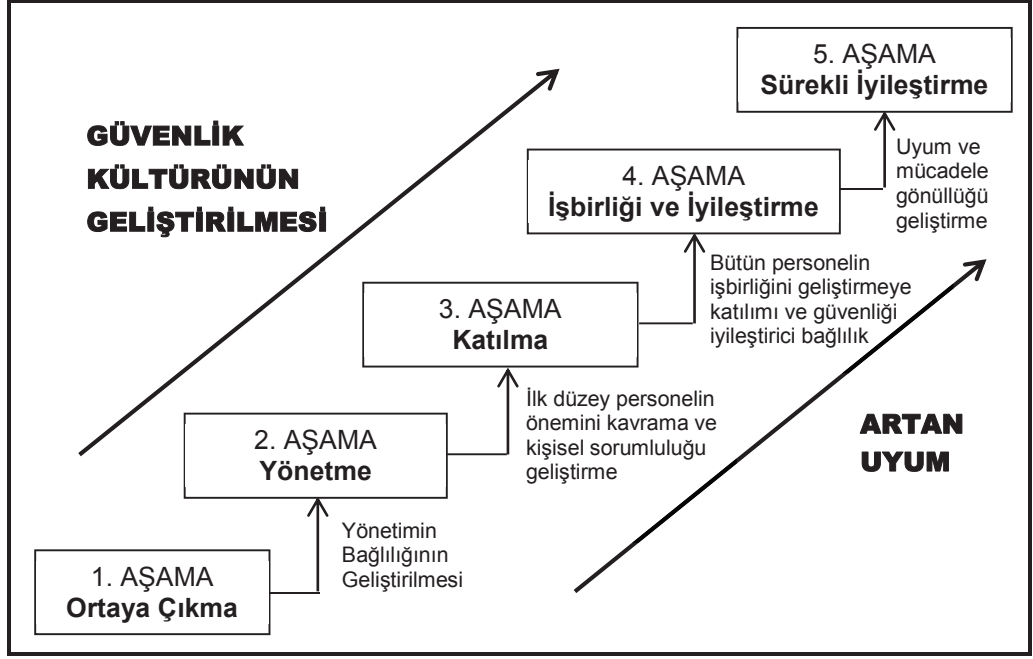 5. AŞAMA
Sürekli İyileştirme
GÜVENLİK
KÜLTÜRÜNÜN
GELİŞTİRİLMESİ
Uyum ve
mücadele
gönüllüğü
geliştirme
4. AŞAMA
İşbirliği ve İyileştirme
Bütün personelin
işbirliğini geliştirmeye
katılımı ve güvenliği
iyileştirici bağlılık
3. AŞAMA
Katılma
İlk düzey personelin
önemini kavrama ve
kişisel sorumluluğu
geliştirme
ARTAN
UYUM
2. AŞAMA
Yönetme
Yönetimin
Bağlılığının
Geliştirilmesi
1. AŞAMA
Ortaya Çıkma